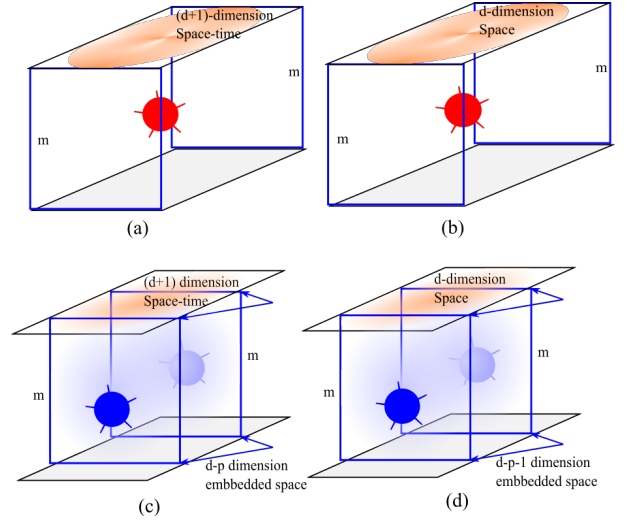 (d+1)-dimension
Space-time
m
m
(a)
d-dimension
Space
m
m
(b)
(d+1) dimension
Space-time
m
m
d-p dimension
embbedded space
(c)
d-dimension
Space
m
m
d-p-1 dimension
embbedded space
(d)